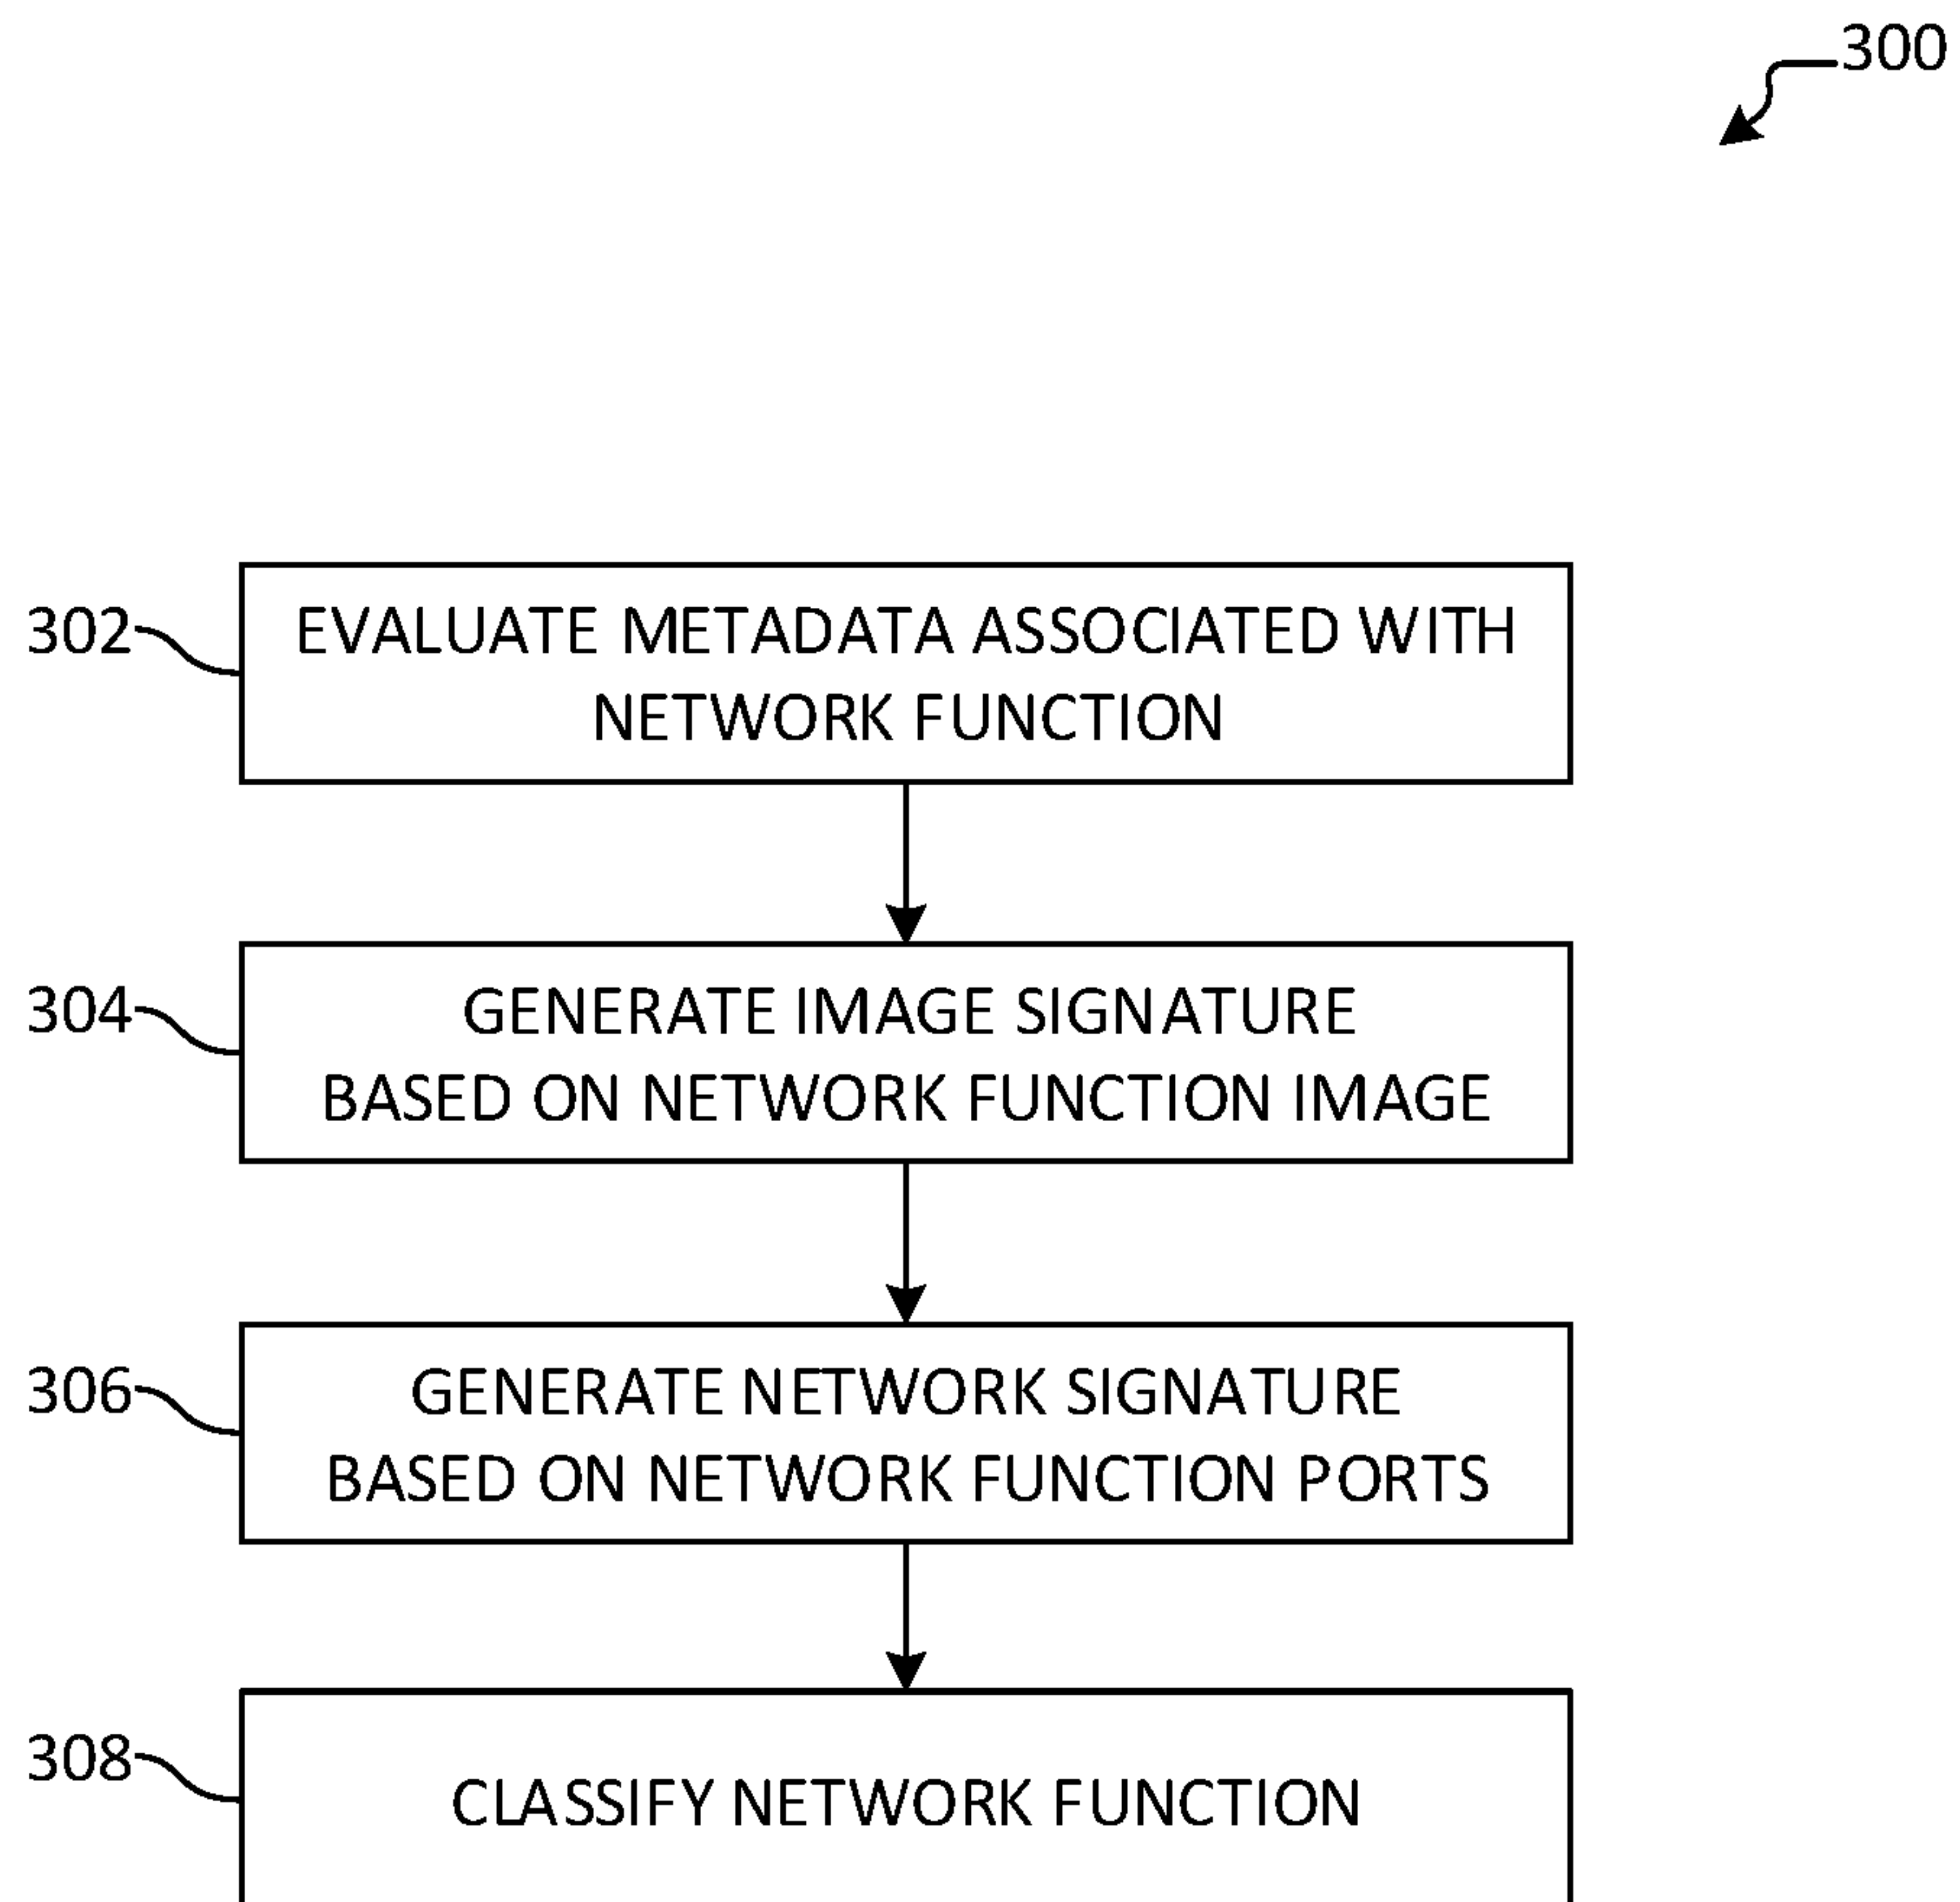 300
302
EVALUATE METADATA ASSOCIATED WITH
NETWORK FUNCTION
304
GENERATE IMAGE SIGNATURE
BASED ON NETWORK FUNCTION IMAGE
306
GENERATE NETWORK SIGNATURE
BASED ON NETWORK FUNCTION PORTS
308
CLASSIFY NETWORK FUNCTION